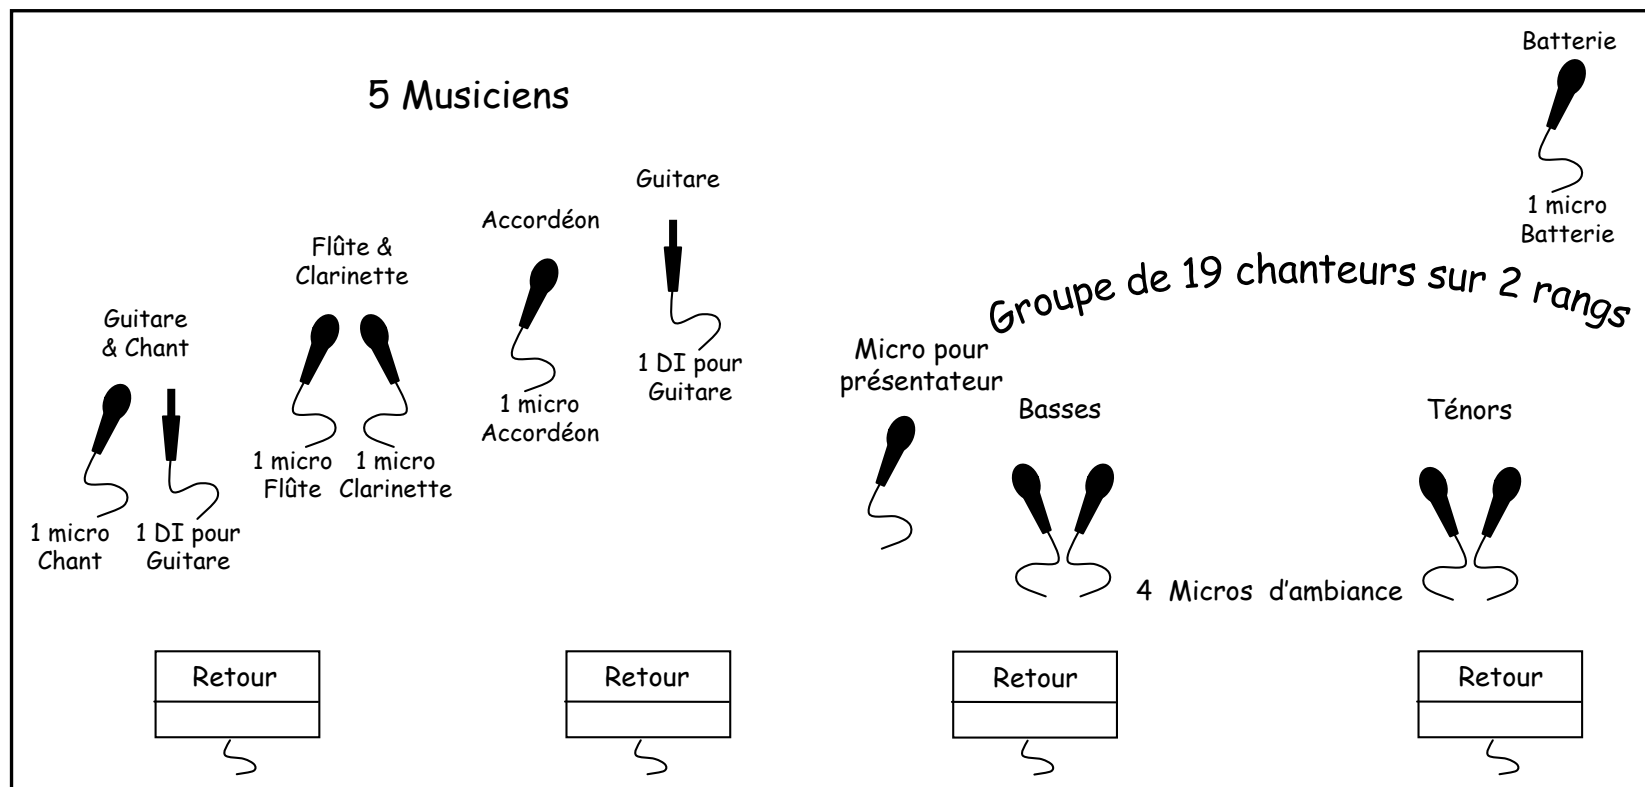 5 Musiciens
Batterie
1 micro
Batterie
Guitare
1 DI pour
Guitare
Accordéon
1 micro
Accordéon
Flûte &
Clarinette
1 micro
Flûte
1 micro
Clarinette
Guitare
& Chant
1 micro
Chant
1 DI pour
Guitare
Groupe de 19 chanteurs sur 2 rangs
Micro pour
présentateur
Basses
Ténors
4 Micros d'ambiance
Retour
Retour
Retour
Retour